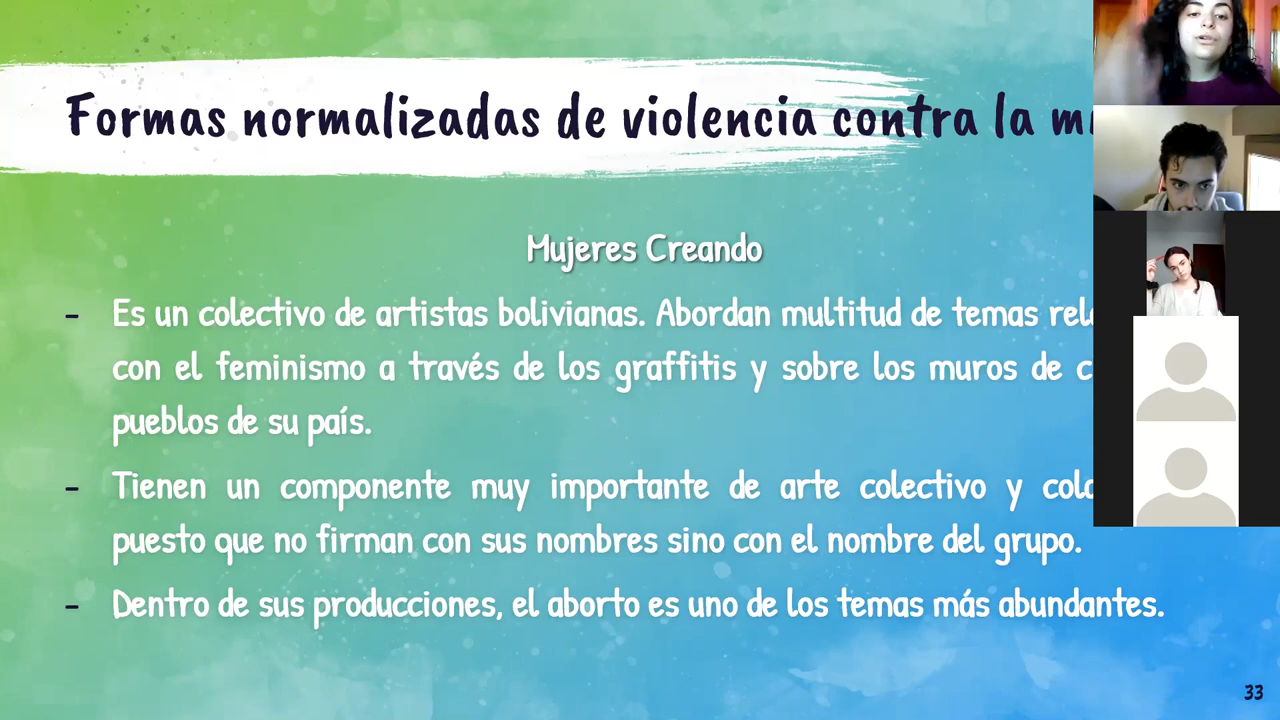 Formas normalizadas de violencia contra la
Mujeres Creando
- Es un colectivo de artistas bolivianas. Abordan multitud de temas
con el feminismo a través de los graffitis y sobre los muros de
pueblos de su país.
- Tienen un componente muy importante de arte colectivo y
puesto que no firman con sus nombres sino con el nombre del grupo.
- Dentro de sus producciones, el aborto es uno de los temas más abundantes.
33